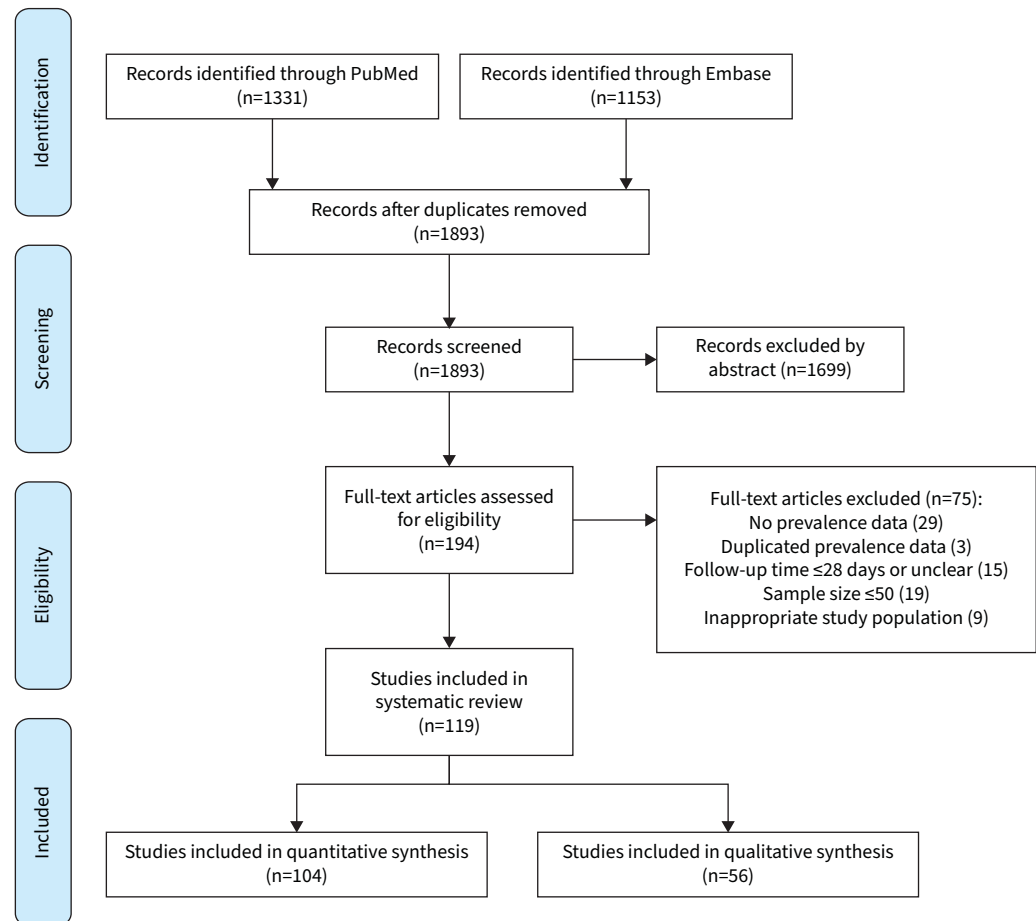 Identification
Records identified through PubMed
(n=1331)
Records identified through Embase
(n=1153)
Records after duplicates removed
(n=1893)
Screening
Records screened
(n=1893)
Records excluded by
abstract (n=1699)
Eligibility
Full-text articles assessed
for eligibility
(n=194)
Full-text articles excluded (n=75):
No prevalence data (29)
Duplicated prevalence data (3)
Follow-up time ≤28 days or unclear (15)
Sample size ≤50 (19)
Inappropriate study population (9)
Studies included in
systematic review
(n=119)
Included
Studies included in quantitative synthesis
(n=104)
Studies included in qualitative synthesis
(n=56)